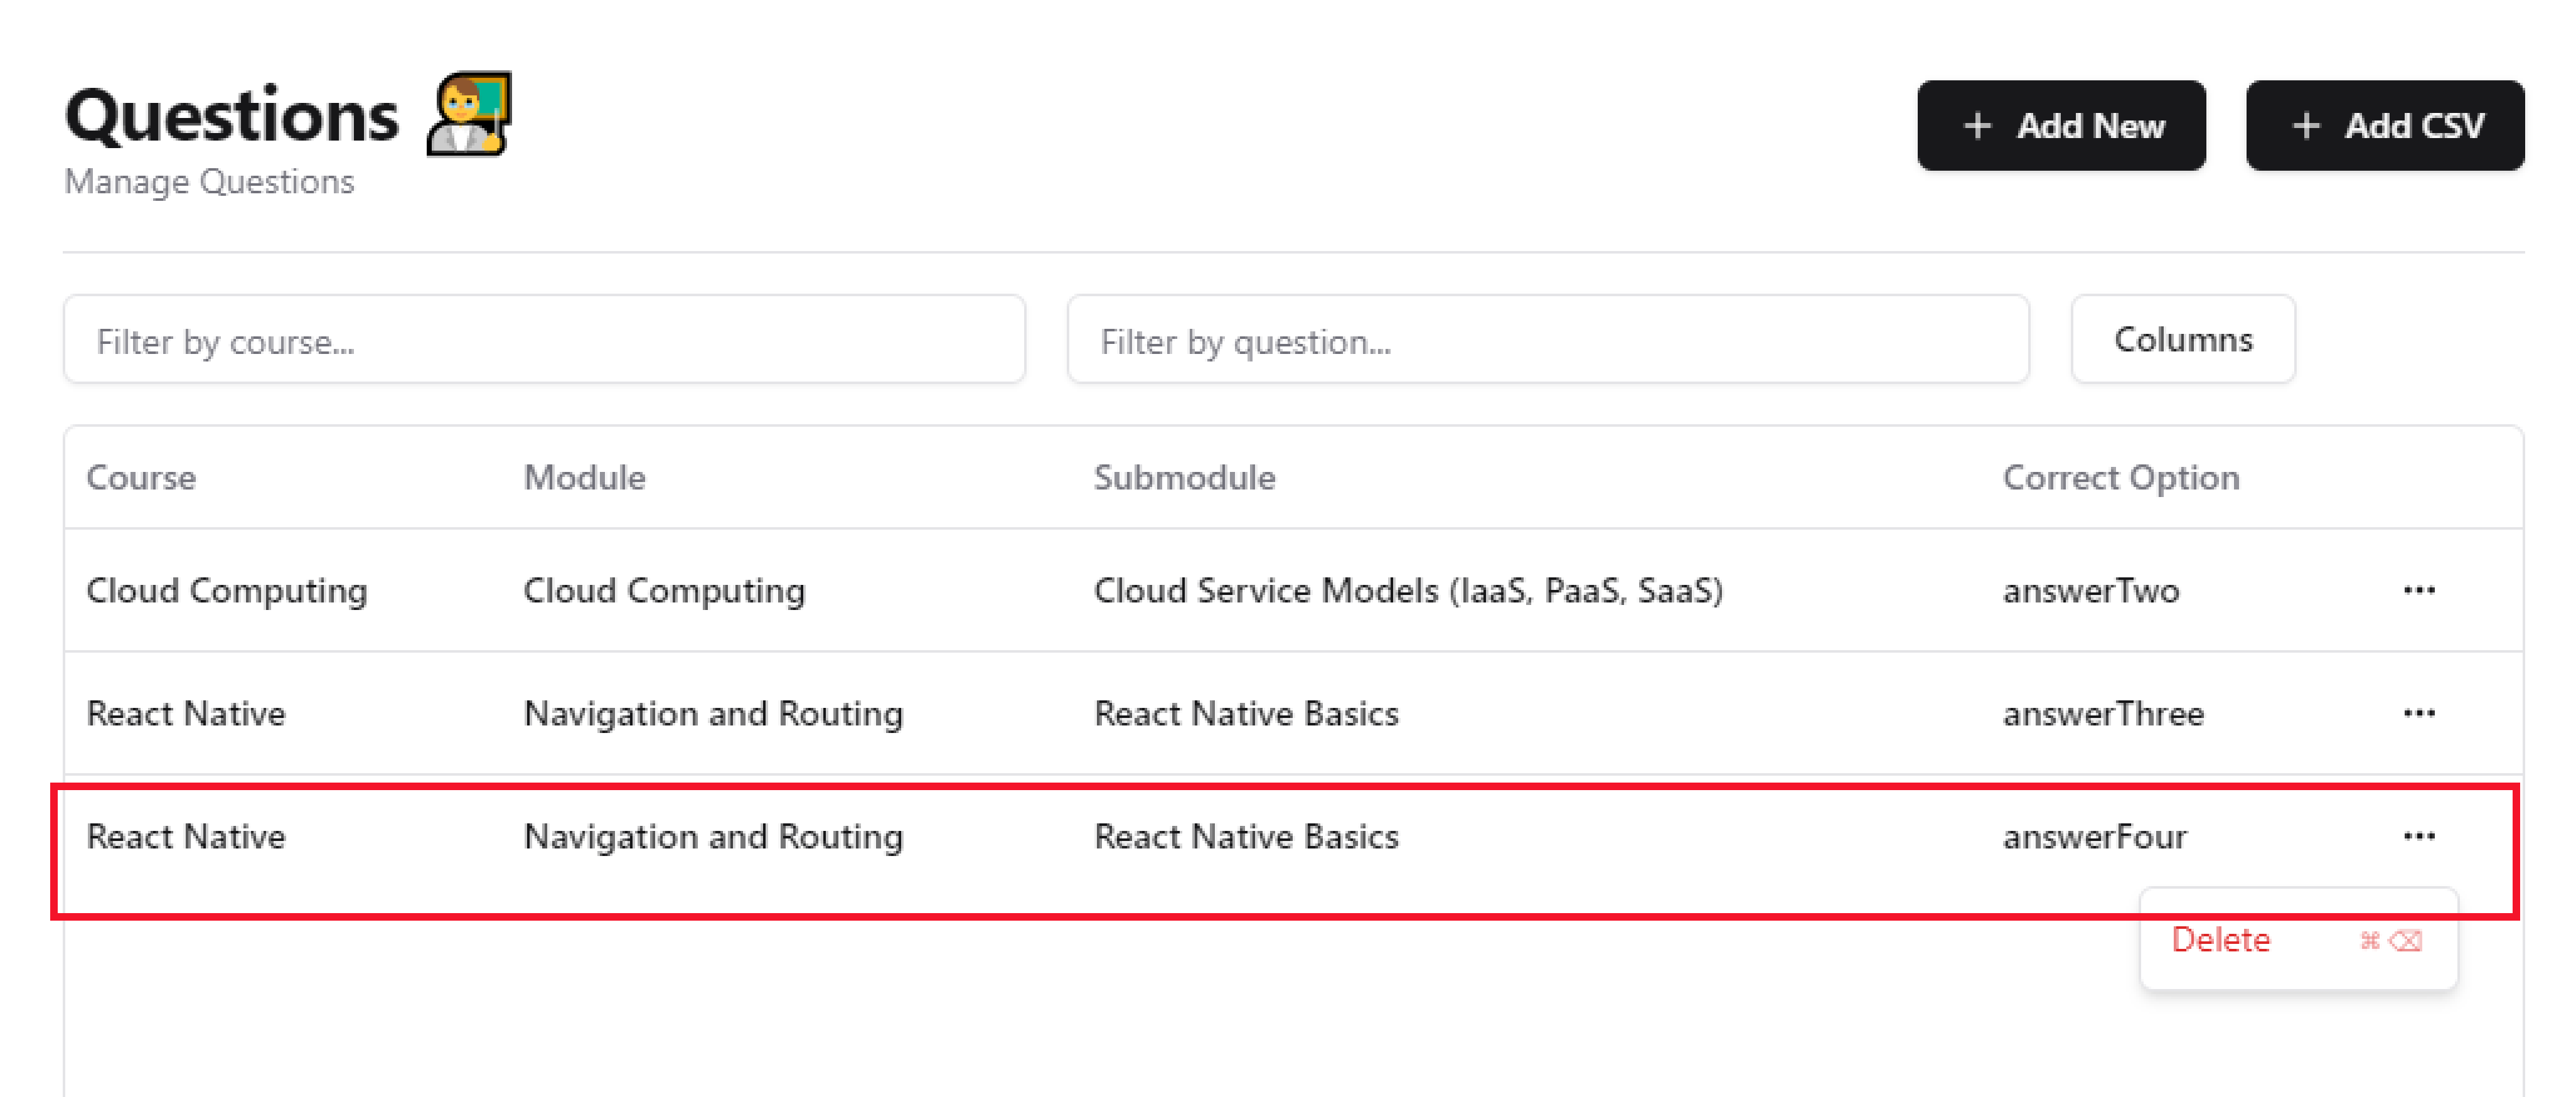 Questions
Manage Questions
+ Add New
+ Add CSV
Filter by course...
Filter by question...
Columns
Course Module Submodule Correct Option
Cloud Computing Cloud Computing Cloud Service Models (IaaS, PaaS, SaaS) answerTwo ...
React Native Navigation and Routing React Native Basics answerThree ...
React Native Navigation and Routing React Native Basics answerFour ...
Delete ⌘⌫